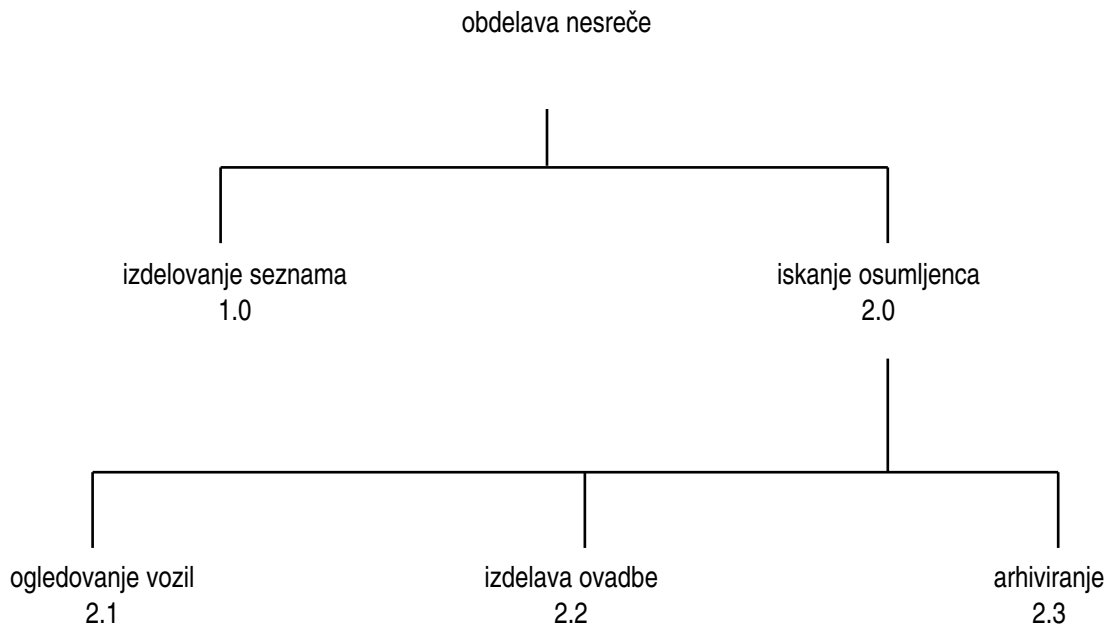 obdelava nesreče
izdelovanje seznama
1.0
iskanje osumljenca
2.0
ogledovanje vozil
2.1
izdelava ovadbe
2.2
arhiviranje
2.3